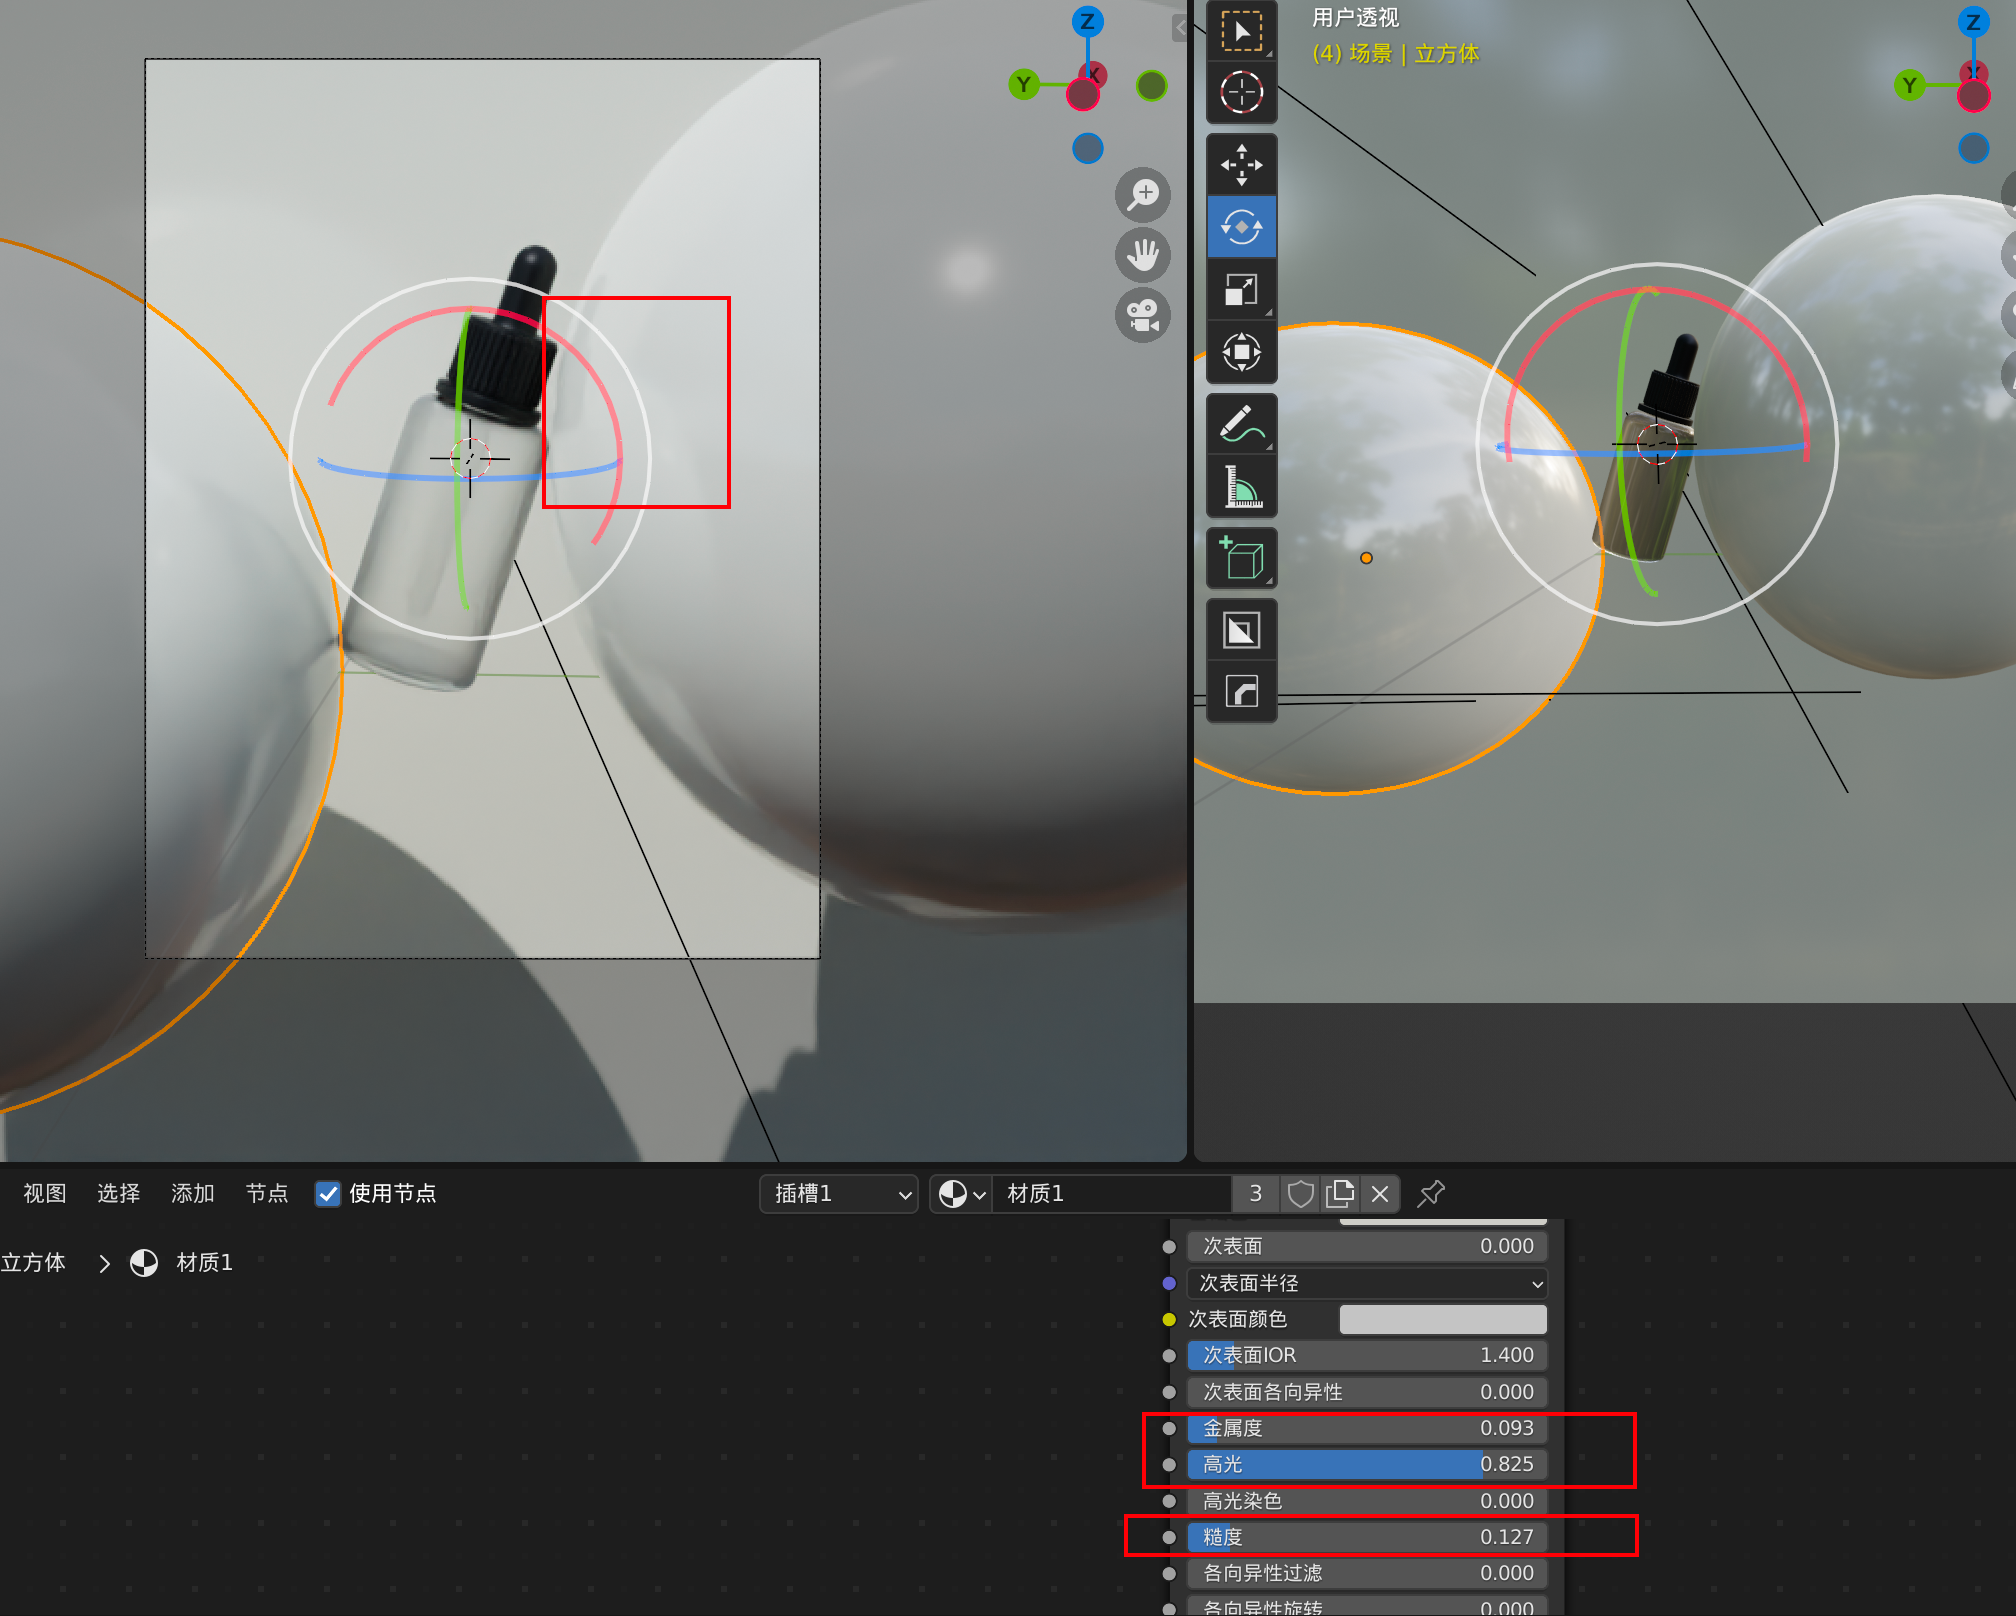 Z
X
Y
用户透视
(4) 场景 | 立方体
Z
X
Y
视图 选择 添加 节点 使用节点 插槽1 材质1 3
立方体 材质1
次表面 0.000
次表面半径
次表面颜色
次表面IOR 1.400
次表面各向异性 0.000
金属度 0.093
高光 0.825
高光染色 0.000
糙度 0.127
各向异性过滤 0.000
各向异性旋转 0.000